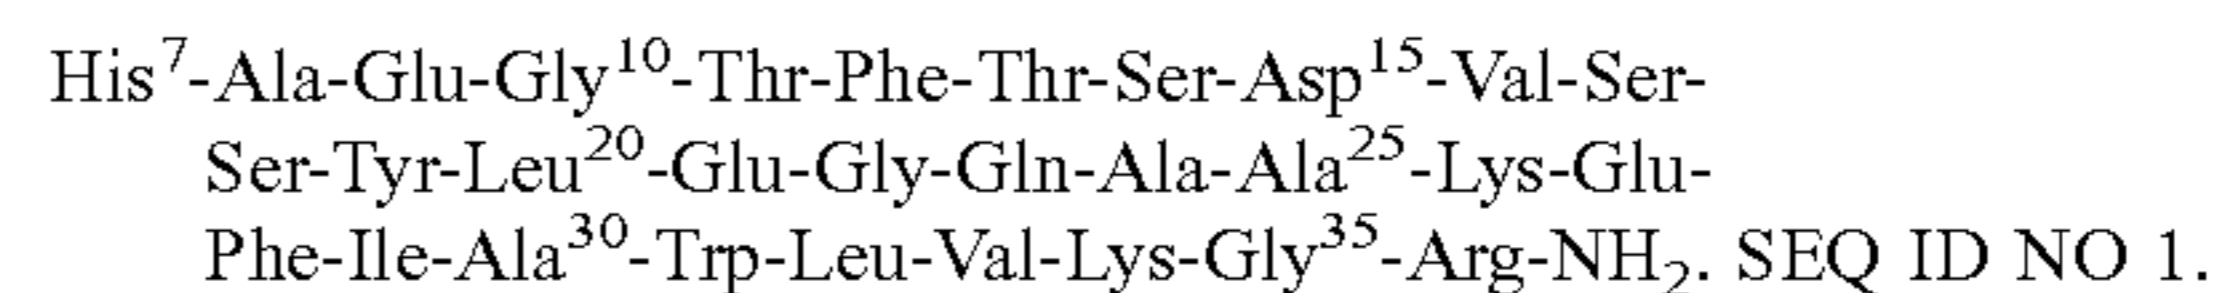 His⁷-Ala-Glu-Gly¹⁰-Thr-Phe-Thr-Ser-Asp¹⁵-Val-Ser-
Ser-Tyr-Leu²⁰-Glu-Gly-Gln-Ala-Ala²⁵-Lys-Glu-
Phe-Ile-Ala³⁰-Trp-Leu-Val-Lys-Gly³⁵-Arg-NH₂. SEQ ID NO 1.